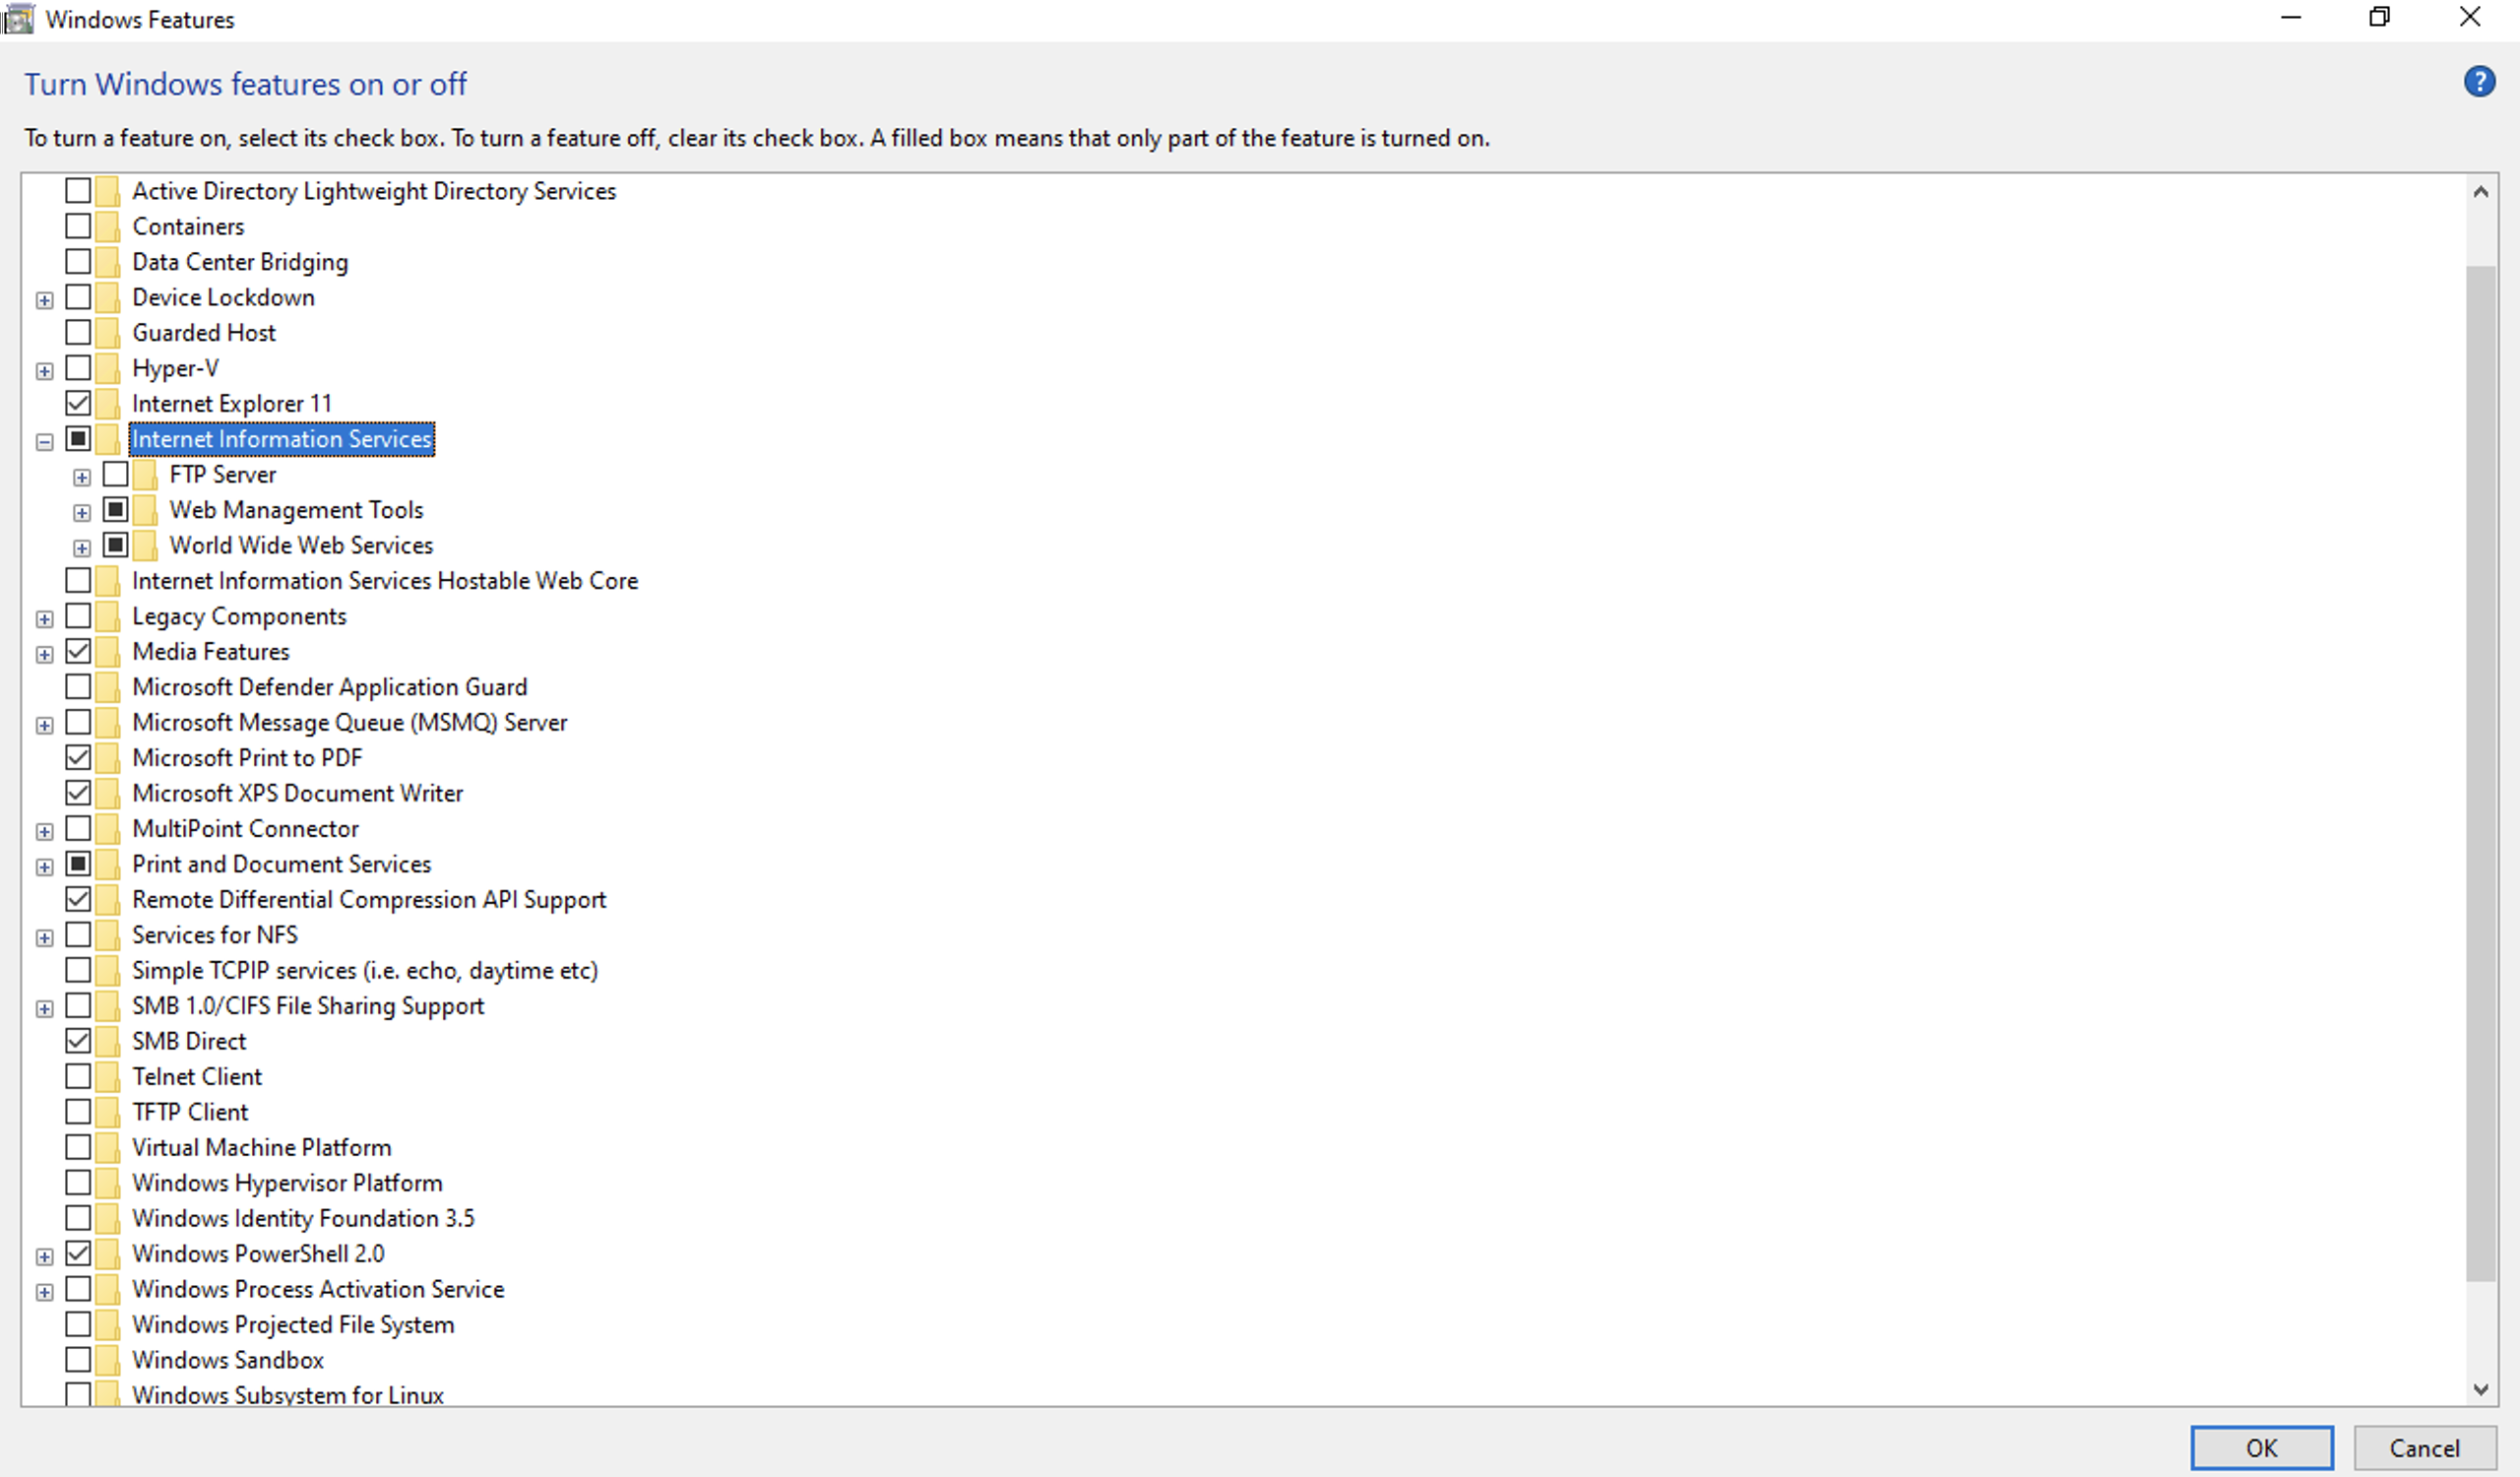 Windows Features
Turn Windows features on or off
?
To turn a feature on, select its check box. To turn a feature off, clear its check box. A filled box means that only part of the feature is turned on.
Active Directory Lightweight Directory Services
Containers
Data Center Bridging
Device Lockdown
Guarded Host
Hyper-V
Internet Explorer 11
Internet Information Services
FTP Server
Web Management Tools
World Wide Web Services
Internet Information Services Hostable Web Core
Legacy Components
Media Features
Microsoft Defender Application Guard
Microsoft Message Queue (MSMQ) Server
Microsoft Print to PDF
Microsoft XPS Document Writer
MultiPoint Connector
Print and Document Services
Remote Differential Compression API Support
Services for NFS
Simple TCPIP services (i.e. echo, daytime etc)
SMB 1.0/CIFS File Sharing Support
SMB Direct
Telnet Client
TFTP Client
Virtual Machine Platform
Windows Hypervisor Platform
Windows Identity Foundation 3.5
Windows PowerShell 2.0
Windows Process Activation Service
Windows Projected File System
Windows Sandbox
Windows Subsystem for Linux
OK
Cancel